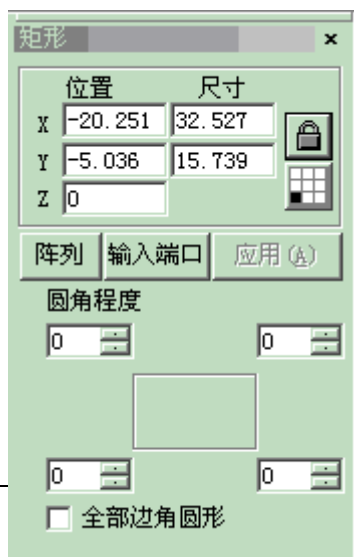 矩形 ×
位置 尺寸
X -20.251 32.527
Y -5.036 15.739
Z 0
阵列 输入端口 应用(A)
圆角程度
0 0
0 0
全部边角圆形